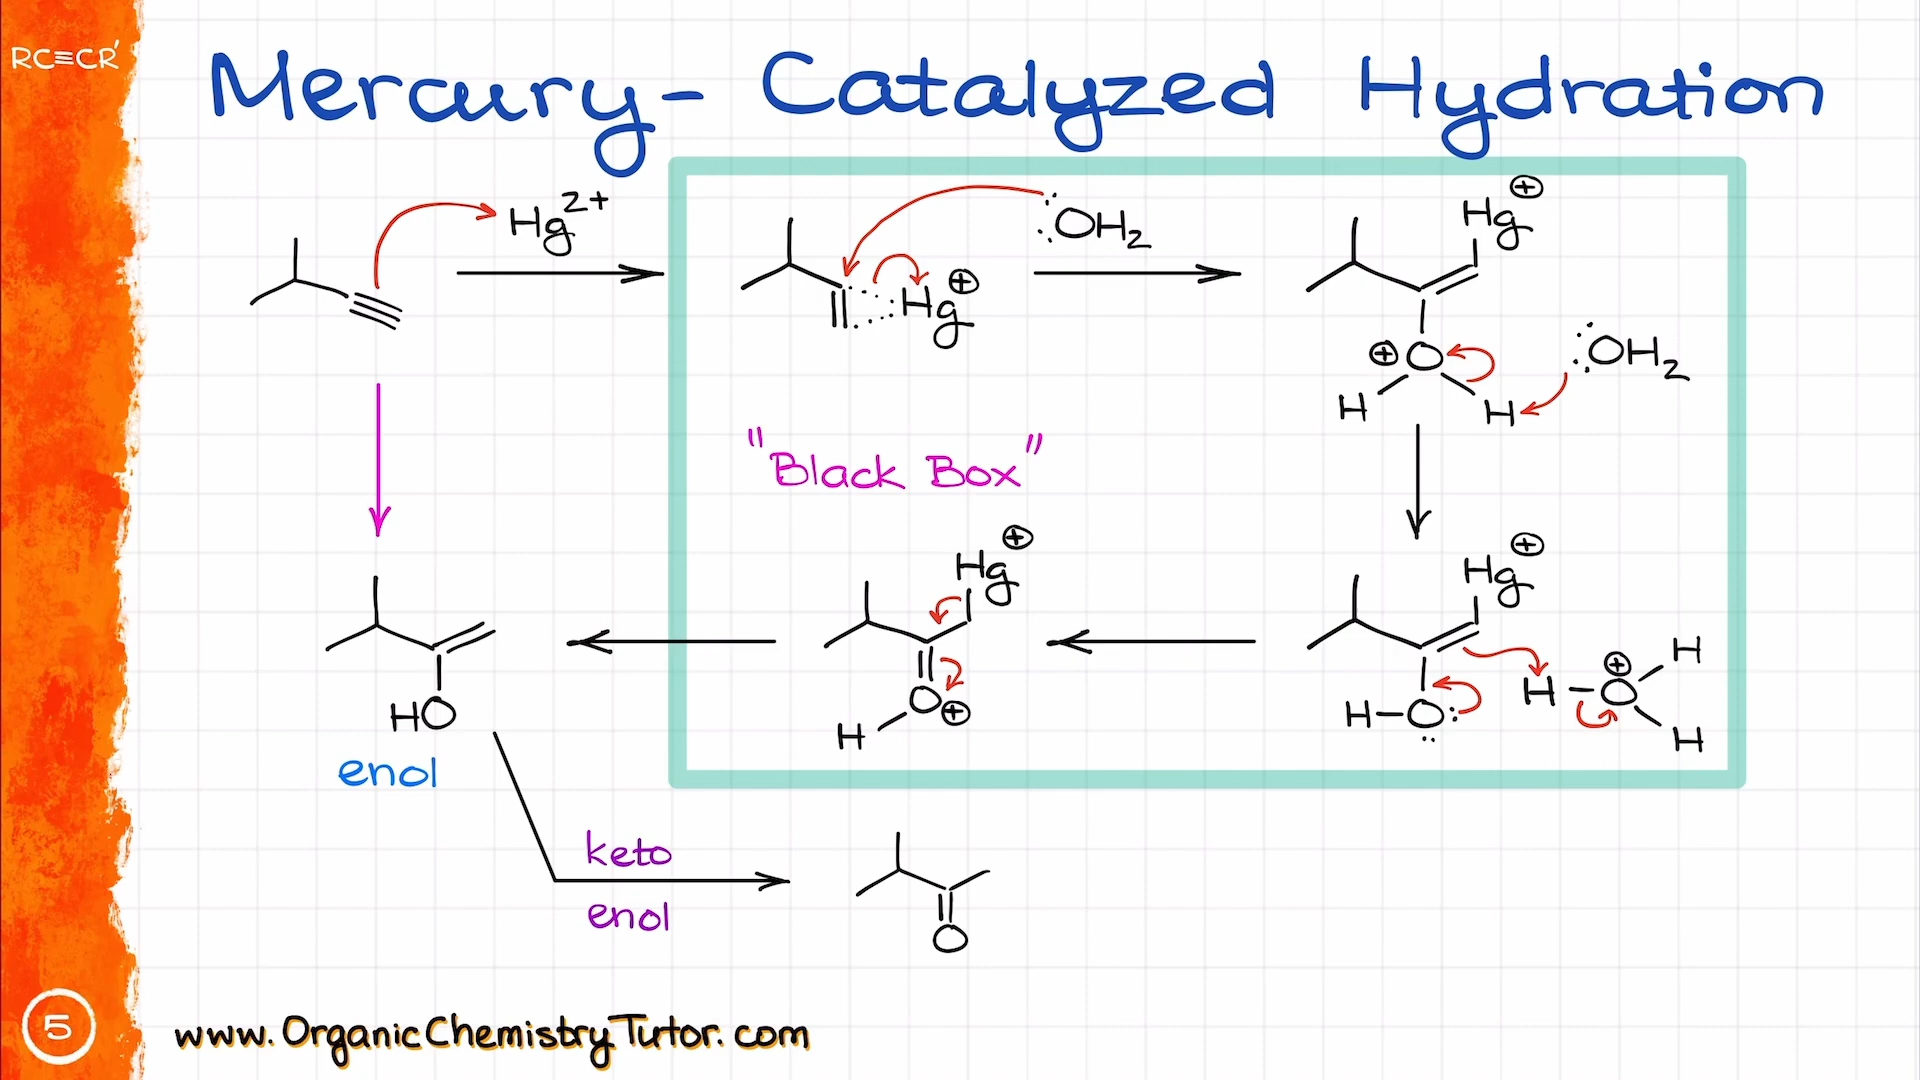 RC≡CR'
Mercury-Catalyzed Hydration
Hg2+
:OH2
Hg⊕
Hg⊕
⊕O
H H
:OH2
"Black Box"
Hg⊕
O⊕
H
Hg⊕
H-O:
H-O⊕
H
H
HO
enol
keto
enol
O
5
www.OrganicChemistryTutor.com